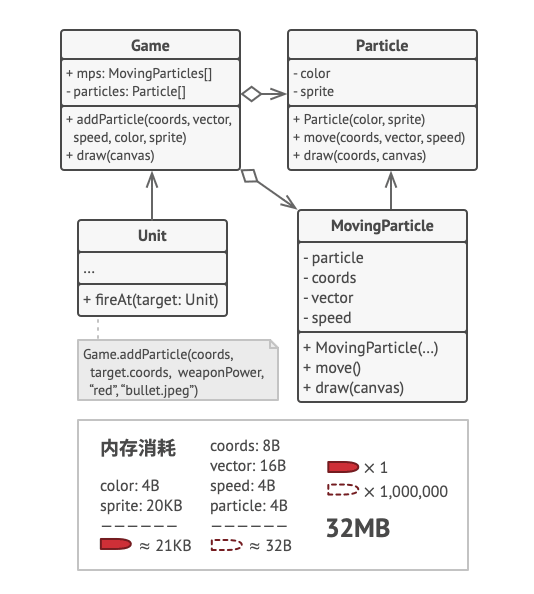 Game
+ mps: MovingParticles[]
- particles: Particle[]
+ addParticle(coords, vector,
speed, color, sprite)
+ draw(canvas)
Particle
- color
- sprite
+ Particle(color, sprite)
+ move(coords, vector, speed)
+ draw(coords, canvas)
Unit
...
+ fireAt(target: Unit)
Game.addParticle(coords,
target.coords, weaponPower,
“red”, “bullet.jpeg”)
MovingParticle
- particle
- coords
- vector
- speed
+ MovingParticle(...)
+ move()
+ draw(canvas)
内存消耗
color: 4B
sprite: 20KB
– – – – – –
≈ 21KB
coords: 8B
vector: 16B
speed: 4B
particle: 4B
– – – – – –
≈ 32B
× 1
× 1,000,000
32MB